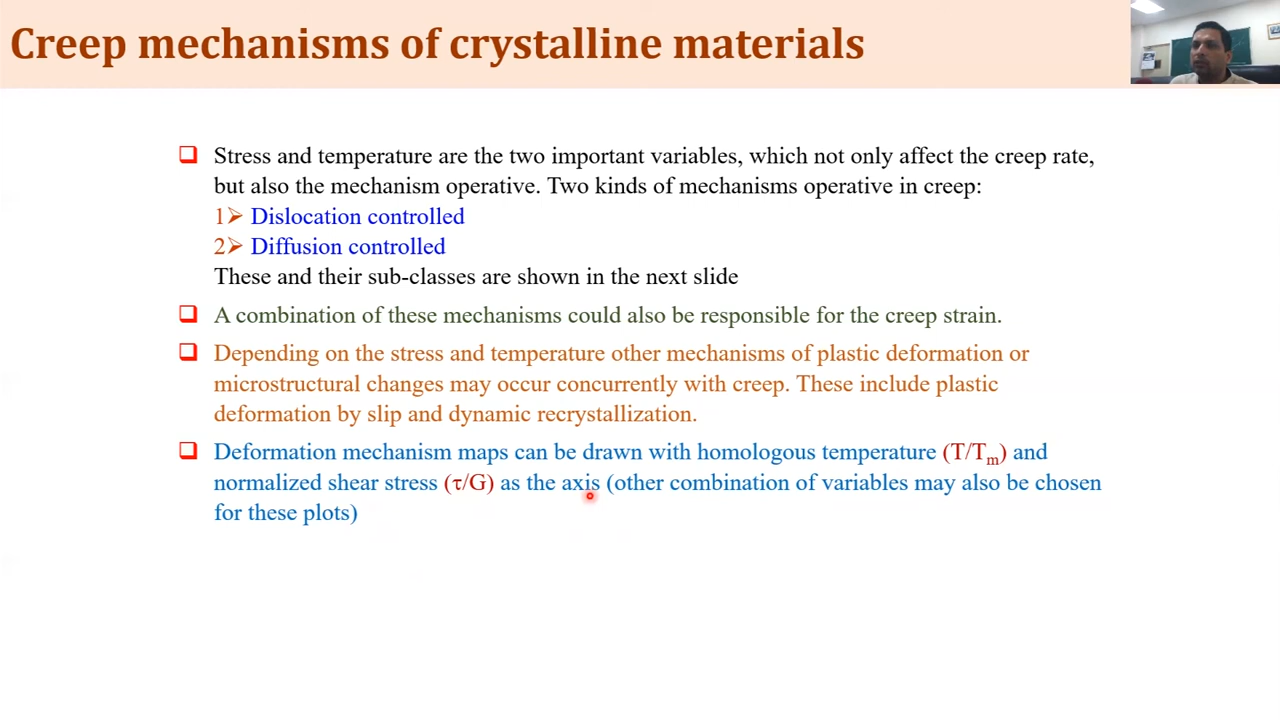 Creep mechanisms of crystalline materials
❑ Stress and temperature are the two important variables, which not only affect the creep rate,
but also the mechanism operative. Two kinds of mechanisms operative in creep:
1➢ Dislocation controlled
2➢ Diffusion controlled
These and their sub-classes are shown in the next slide
❑ A combination of these mechanisms could also be responsible for the creep strain.
❑ Depending on the stress and temperature other mechanisms of plastic deformation or
microstructural changes may occur concurrently with creep. These include plastic
deformation by slip and dynamic recrystallization.
❑ Deformation mechanism maps can be drawn with homologous temperature (T/Tₘ) and
normalized shear stress (τ/G) as the axis (other combination of variables may also be chosen
for these plots)